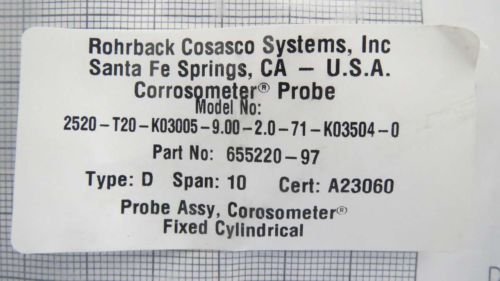 Rohrback Cosasco Systems, Inc
Santa Fe Springs, CA – U.S.A.
Corrosometer® Probe
Model No:
2520-T20-K03005-9.00-2.0-71-K03504-0
Part No: 655220-97
Type: D Span: 10 Cert: A23060
Probe Assy, Corosometer®
Fixed Cylindrical